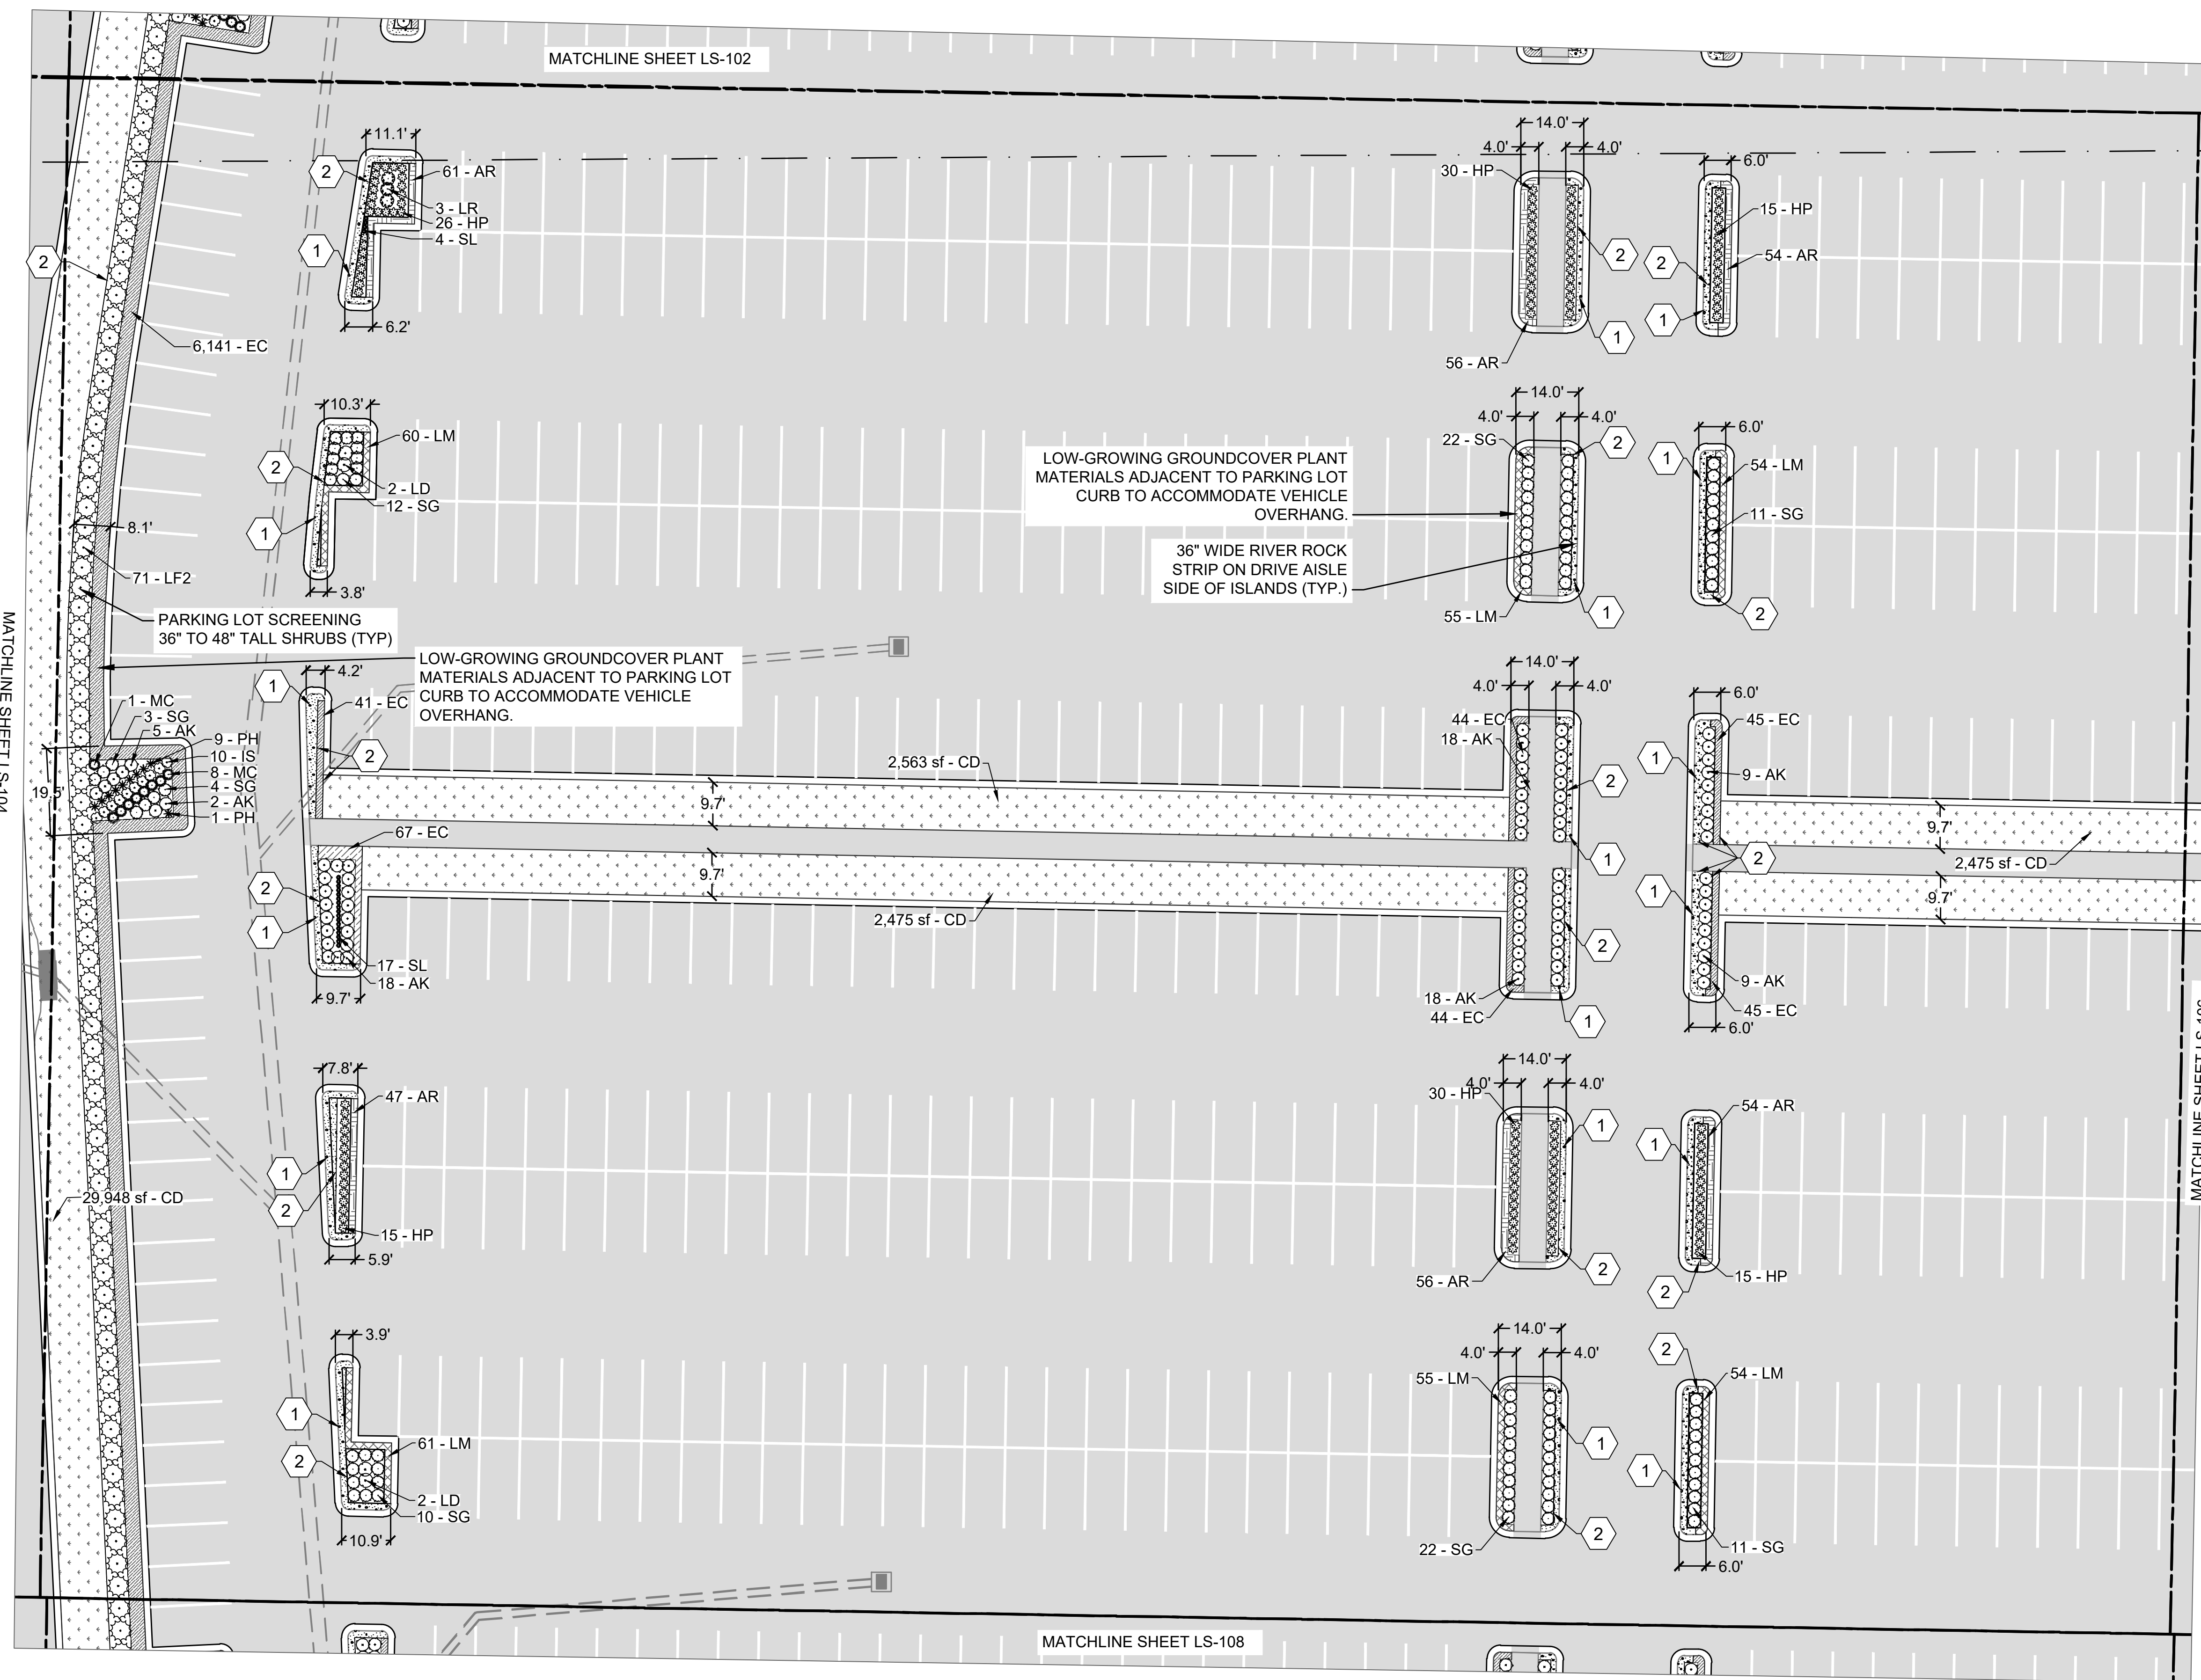 MATCHLINE SHEET LS-102
11.1'
2
61 - AR
3 - LR
26 - HP
4 - SL
1
6.2'
14.0'
4.0'
4.0'
30 - HP
2
1
56 - AR
6.0'
15 - HP
2
54 - AR
1
2
6,141 - EC
10.3'
60 - LM
2
2 - LD
12 - SG
1
3.8'
14.0'
4.0'
4.0'
22 - SG
2
LOW-GROWING GROUNDCOVER PLANT
MATERIALS ADJACENT TO PARKING LOT
CURB TO ACCOMMODATE VEHICLE
OVERHANG.
36" WIDE RIVER ROCK
STRIP ON DRIVE AISLE
SIDE OF ISLANDS (TYP.)
55 - LM
1
6.0'
1
54 - LM
11 - SG
2
8.1'
71 - LF2
PARKING LOT SCREENING
36" TO 48" TALL SHRUBS (TYP)
MATCHLINE SHEET LS-104
LOW-GROWING GROUNDCOVER PLANT
MATERIALS ADJACENT TO PARKING LOT
CURB TO ACCOMMODATE VEHICLE
OVERHANG.
4.2'
1
41 - EC
2
1 - MC
3 - SG
5 - AK
9 - PH
10 - IS
8 - MC
4 - SG
2 - AK
1 - PH
19.5'
2,563 sf - CD
9.7'
67 - EC
9.7'
2,475 sf - CD
2
1
17 - SL
18 - AK
9.7'
14.0'
4.0'
4.0'
44 - EC
18 - AK
2
1
2
18 - AK
44 - EC
1
6.0'
45 - EC
1
9 - AK
2
9.7'
2,475 sf - CD
9.7'
1
9 - AK
45 - EC
6.0'
7.8'
47 - AR
1
2
15 - HP
5.9'
29,948 sf - CD
14.0'
4.0'
4.0'
30 - HP
1
56 - AR
2
54 - AR
1
15 - HP
2
3.9'
1
61 - LM
2
2 - LD
10 - SG
10.9'
14.0'
4.0'
4.0'
55 - LM
1
22 - SG
2
2
54 - LM
1
11 - SG
6.0'
MATCHLINE SHEET LS-108
MATCHLINE SHEET